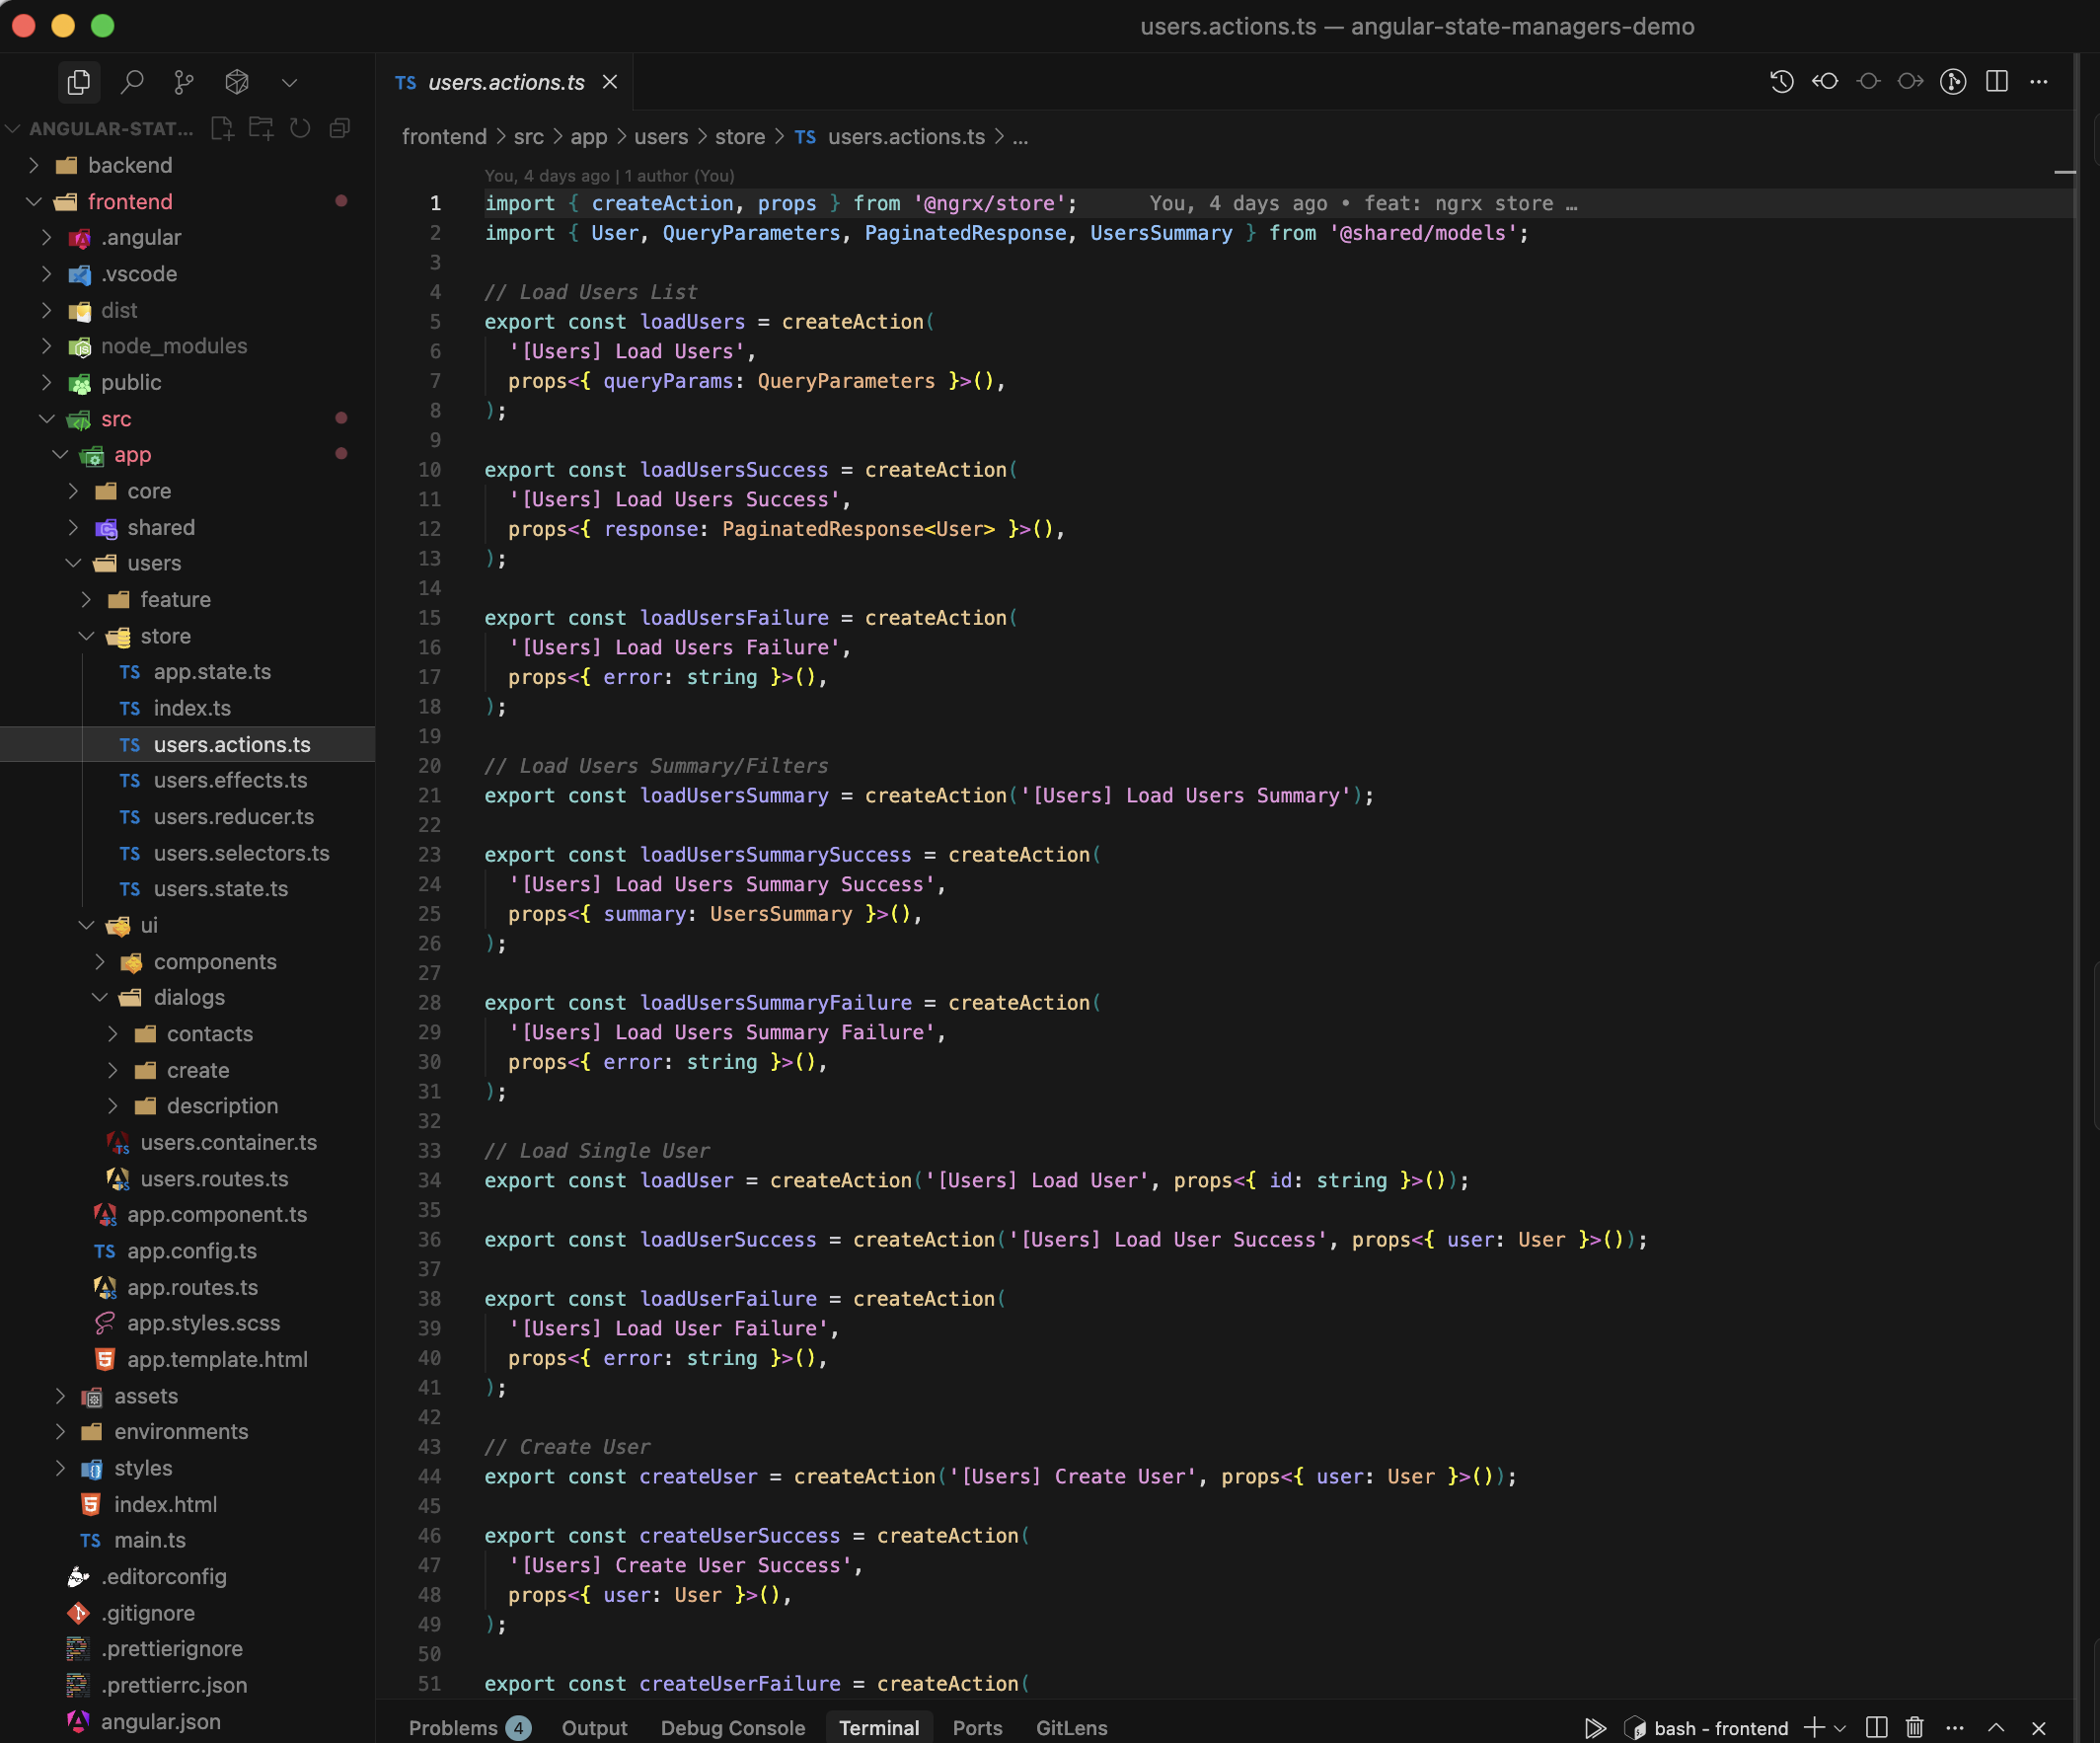 users.actions.ts — angular-state-managers-demo
ANGULAR-STAT...
backend
frontend
.angular
.vscode
dist
node_modules
public
src
app
core
shared
users
feature
store
TS app.state.ts
TS index.ts
TS users.actions.ts
TS users.effects.ts
TS users.reducer.ts
TS users.selectors.ts
TS users.state.ts
ui
components
dialogs
contacts
create
description
users.container.ts
users.routes.ts
app.component.ts
TS app.config.ts
app.routes.ts
app.styles.scss
app.template.html
assets
environments
styles
index.html
TS main.ts
.editorconfig
.gitignore
.prettierignore
.prettierrc.json
angular.json
TS users.actions.ts
frontend > src > app > users > store > TS users.actions.ts > ...
You, 4 days ago | 1 author (You)
1 import { createAction, props } from '@ngrx/store'; You, 4 days ago • feat: ngrx store …
2 import { User, QueryParameters, PaginatedResponse, UsersSummary } from '@shared/models';
3
4 // Load Users List
5 export const loadUsers = createAction(
6 '[Users] Load Users',
7 props<{ queryParams: QueryParameters }>(),
8 );
9
10 export const loadUsersSuccess = createAction(
11 '[Users] Load Users Success',
12 props<{ response: PaginatedResponse<User> }>(),
13 );
14
15 export const loadUsersFailure = createAction(
16 '[Users] Load Users Failure',
17 props<{ error: string }>(),
18 );
19
20 // Load Users Summary/Filters
21 export const loadUsersSummary = createAction('[Users] Load Users Summary');
22
23 export const loadUsersSummarySuccess = createAction(
24 '[Users] Load Users Summary Success',
25 props<{ summary: UsersSummary }>(),
26 );
27
28 export const loadUsersSummaryFailure = createAction(
29 '[Users] Load Users Summary Failure',
30 props<{ error: string }>(),
31 );
32
33 // Load Single User
34 export const loadUser = createAction('[Users] Load User', props<{ id: string }>());
35
36 export const loadUserSuccess = createAction('[Users] Load User Success', props<{ user: User }>());
37
38 export const loadUserFailure = createAction(
39 '[Users] Load User Failure',
40 props<{ error: string }>(),
41 );
42
43 // Create User
44 export const createUser = createAction('[Users] Create User', props<{ user: User }>());
45
46 export const createUserSuccess = createAction(
47 '[Users] Create User Success',
48 props<{ user: User }>(),
49 );
50
51 export const createUserFailure = createAction(
Problems 4 Output Debug Console Terminal Ports GitLens bash - frontend